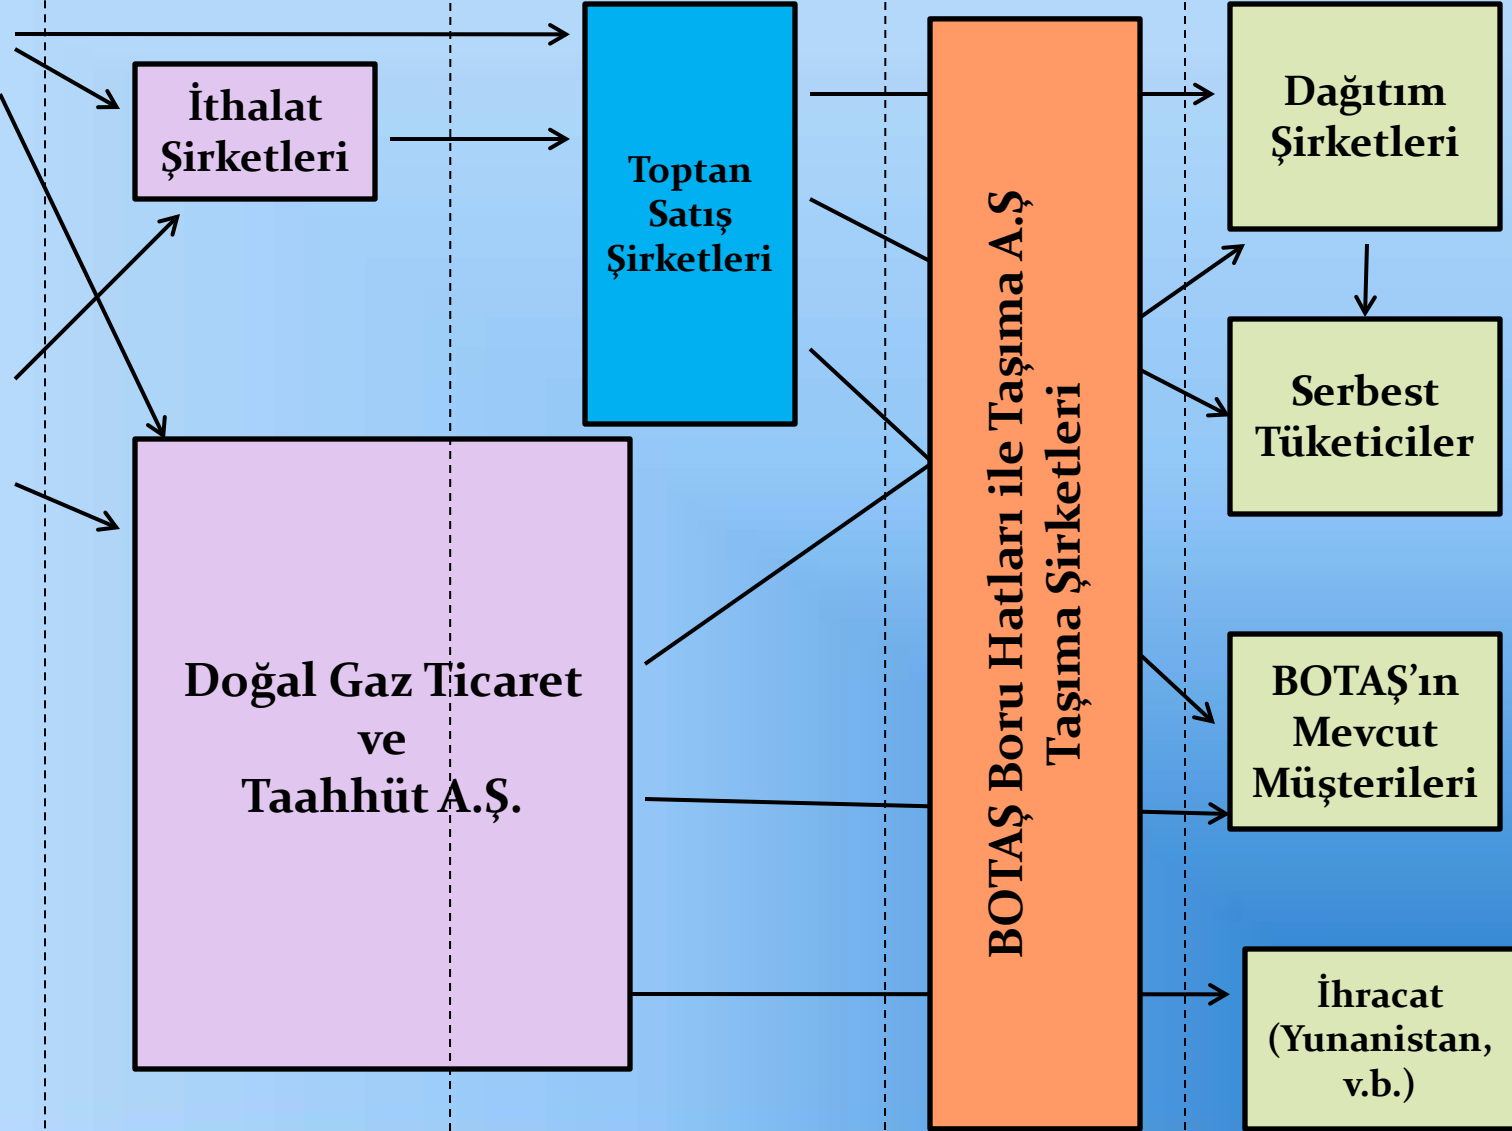 İthalat
Şirketleri
Toptan
Satış
Şirketleri
Doğal Gaz Ticaret
ve
Taahhüt A.Ş.
BOTAŞ Boru Hatları ile Taşıma A.Ş
Taşıma Şirketleri
Dağıtım
Şirketleri
Serbest
Tüketiciler
BOTAŞ’ın
Mevcut
Müşterileri
İhracat
(Yunanistan,
v.b.)